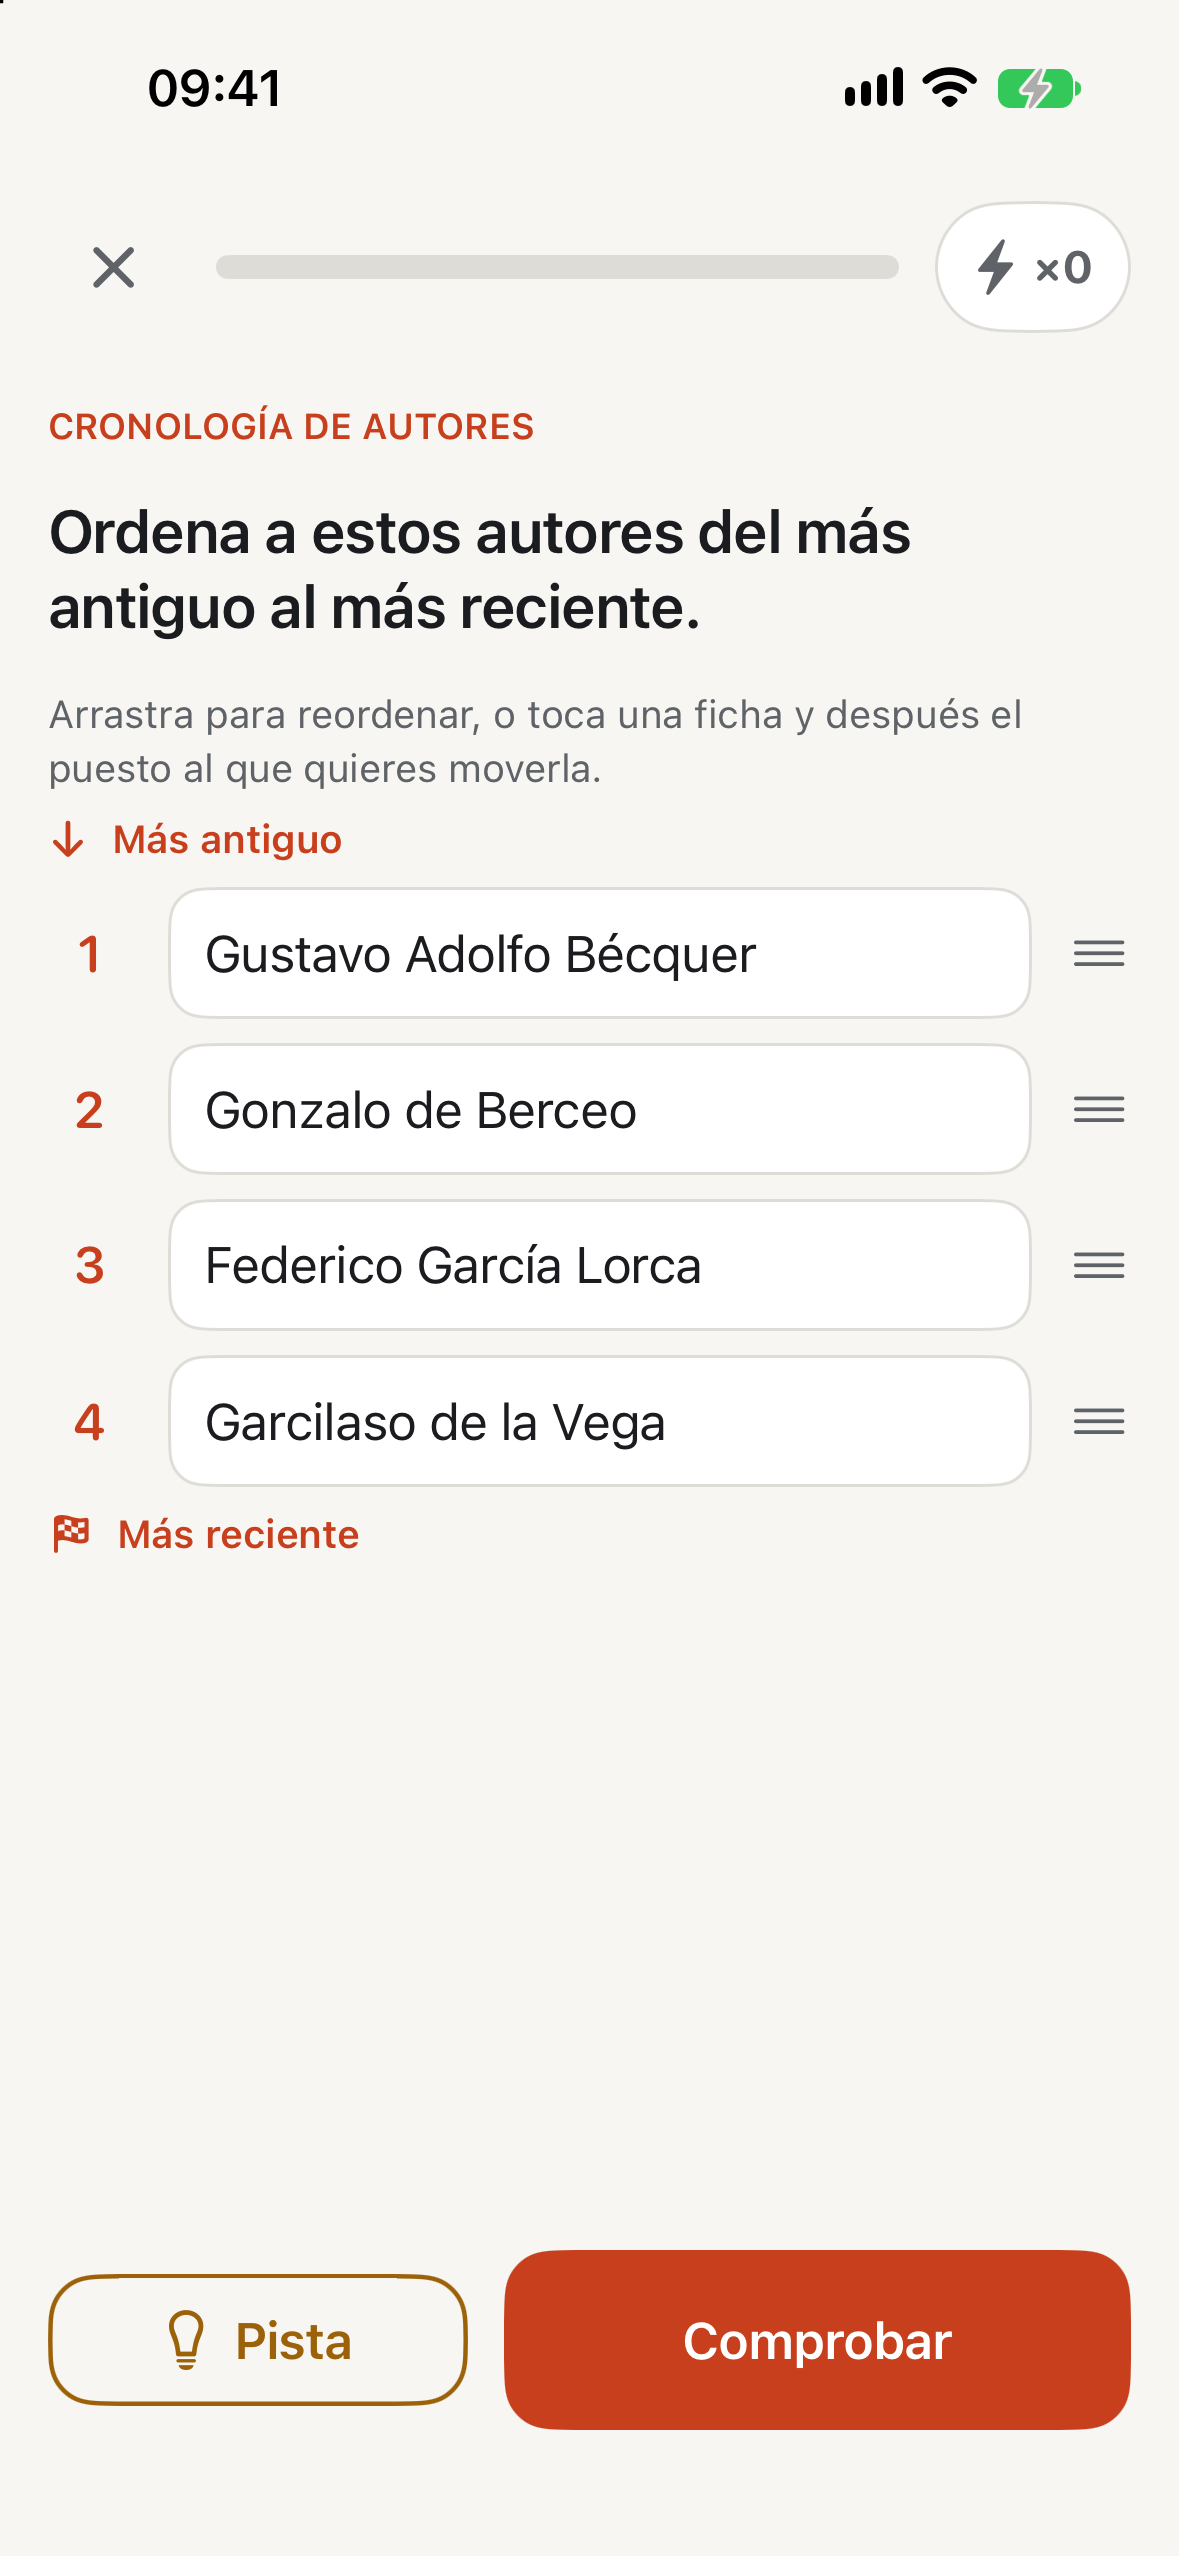 09:41
×0
CRONOLOGÍA DE AUTORES
Ordena a estos autores del más
antiguo al más reciente.
Arrastra para reordenar, o toca una ficha y después el
puesto al que quieres moverla.
Más antiguo
1 Gustavo Adolfo Bécquer
2 Gonzalo de Berceo
3 Federico García Lorca
4 Garcilaso de la Vega
Más reciente
Pista
Comprobar